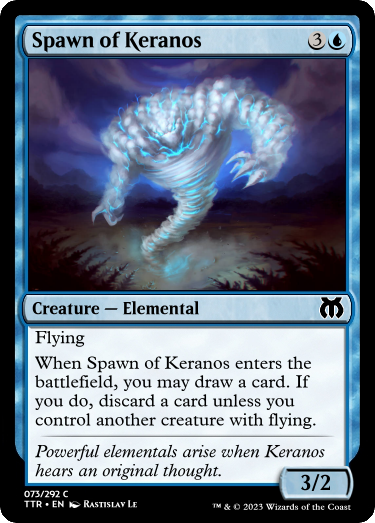 Spawn of Keranos 3
Creature — Elemental
Flying
When Spawn of Keranos enters the
battlefield, you may draw a card. If
you do, discard a card unless you
control another creature with flying.
Powerful elementals arise when Keranos
hears an original thought.
3/2
073/292 C
TTR • EN Rastislav Le
™ & © 2023 Wizards of the Coast